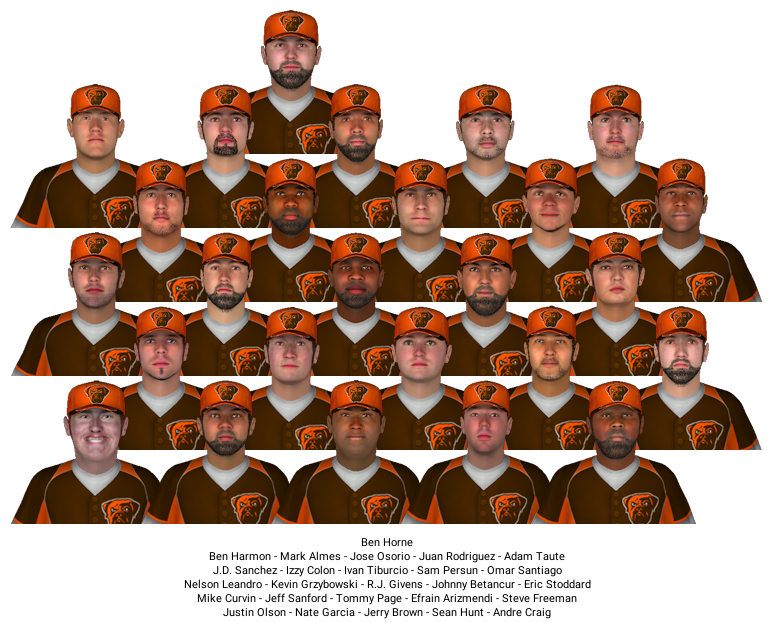 Ben Horne
Ben Harmon - Mark Almes - Jose Osorio - Juan Rodriguez - Adam Taute
J.D. Sanchez - Izzy Colon - Ivan Tiburcio - Sam Persun - Omar Santiago
Nelson Leandro - Kevin Grzybowski - R.J. Givens - Johnny Betancur - Eric Stoddard
Mike Curvin - Jeff Sanford - Tommy Page - Efrain Arizmendi - Steve Freeman
Justin Olson - Nate Garcia - Jerry Brown - Sean Hunt - Andre Craig